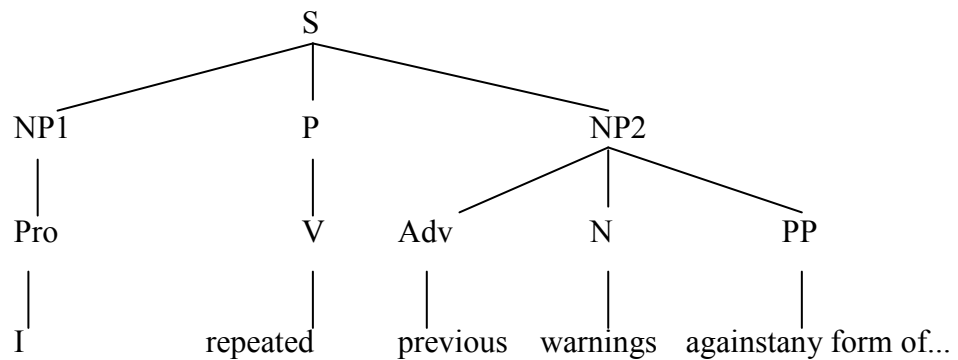 S
NP1 P NP2
Pro V Adv N PP
I repeated previous warnings againstany form of...